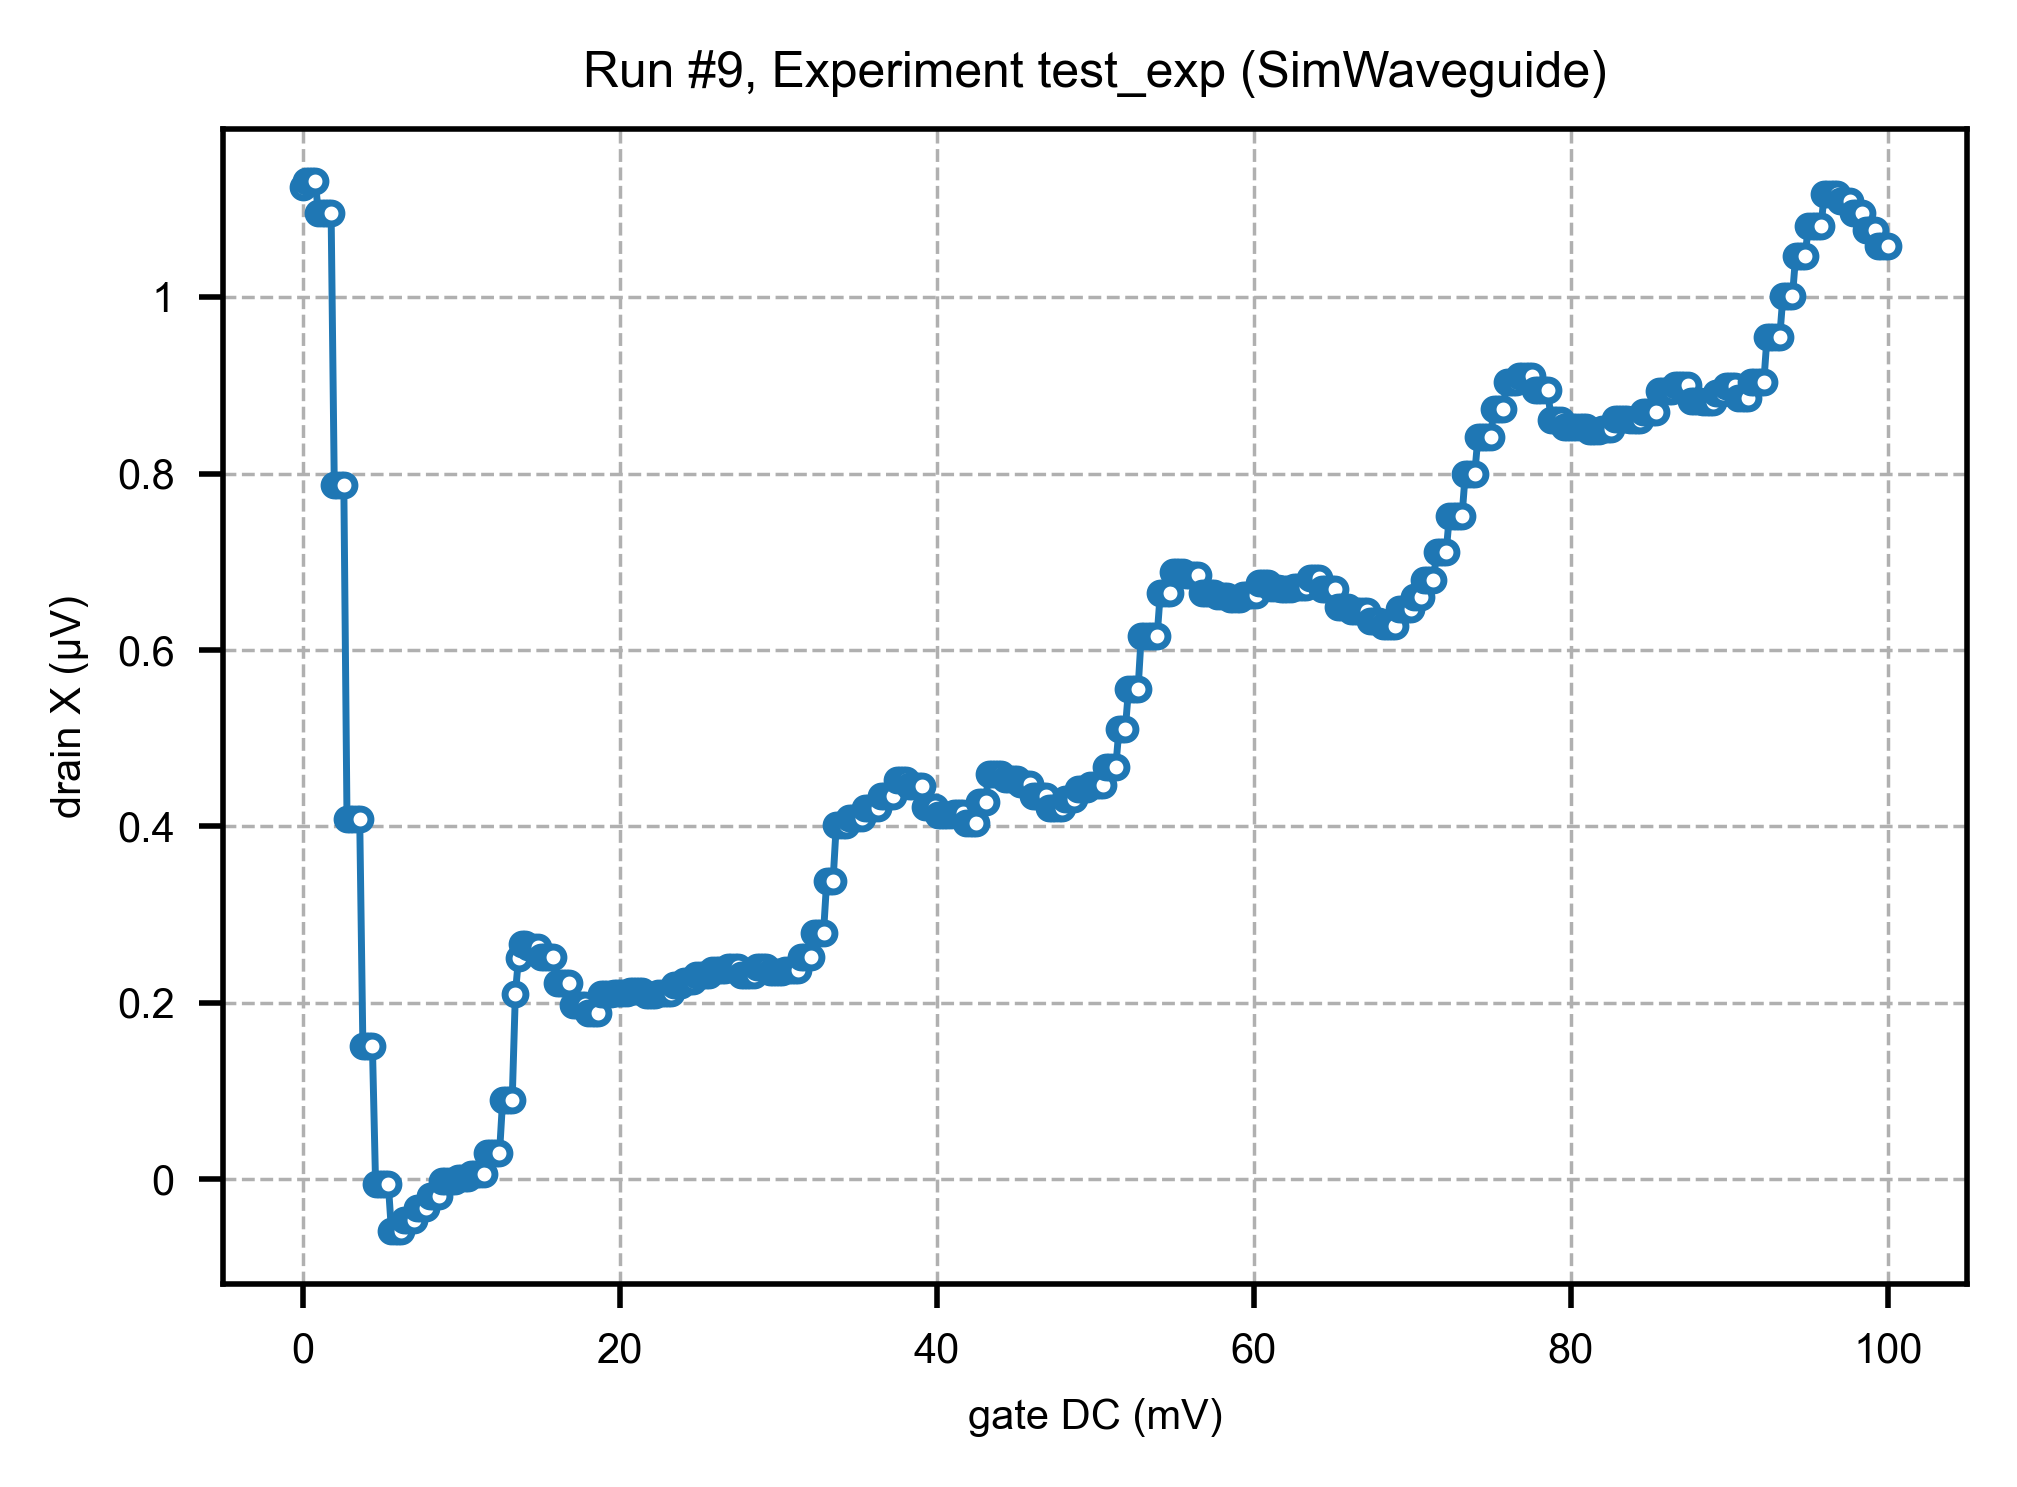 Run #9, Experiment test_exp (SimWaveguide)
drain X (µV)
1
0.8
0.6
0.4
0.2
0
0 20 40 60 80 100
gate DC (mV)